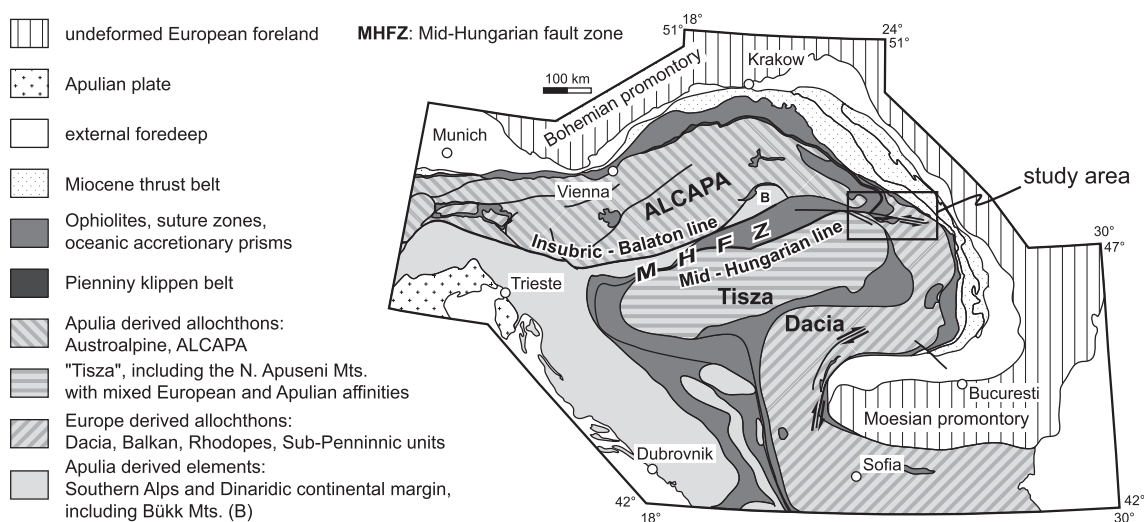 undeformed European foreland
Apulian plate
external foredeep
Miocene thrust belt
Ophiolites, suture zones,
oceanic accretionary prisms
Pienniny klippen belt
Apulia derived allochthons:
Austroalpine, ALCAPA
"Tisza", including the N. Apuseni Mts.
with mixed European and Apulian affinities
Europe derived allochthons:
Dacia, Balkan, Rhodopes, Sub-Penninnic units
Apulia derived elements:
Southern Alps and Dinaridic continental margin,
including Bükk Mts. (B)
MHFZ: Mid-Hungarian fault zone
100 km
18°
51°
24°
51°
Krakow
Bohemian promontory
Munich
Vienna
ALCAPA
B
study area
Insubric - Balaton line
M H F Z
Mid - Hungarian line
30°
47°
Trieste
Tisza
Dacia
Bucuresti
Moesian promontory
Dubrovnik
Sofia
42°
18°
42°
30°